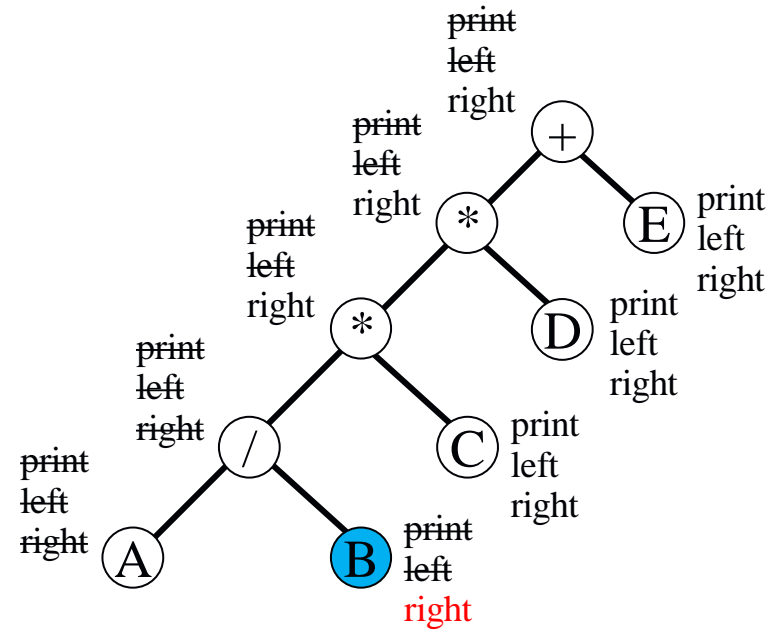 print
left
right
+
print
left
right
*
E
print
left
right
print
left
right
*
D
print
left
right
print
left
right
/
C
print
left
right
print
left
right
A
B
print
left
right